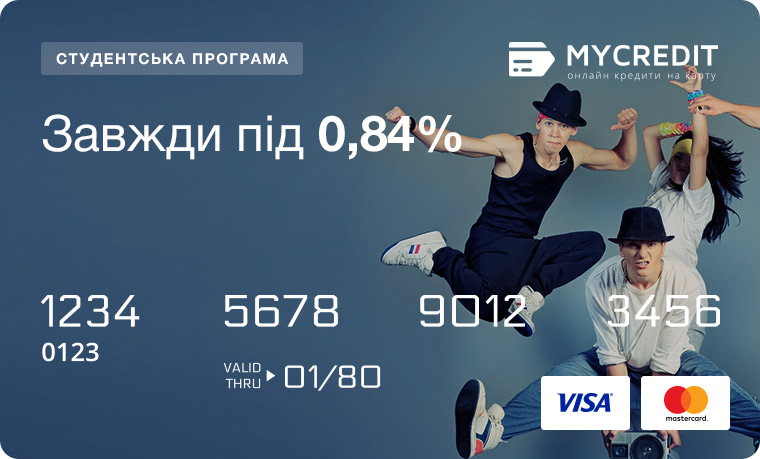 СТУДЕНТСЬКА ПРОГРАМА
MYCREDIT
онлайн кредити на карту
Завжди під 0,84%
1234 5678 9012 3456
0123
VALID THRU 01/80
VISA
mastercard.